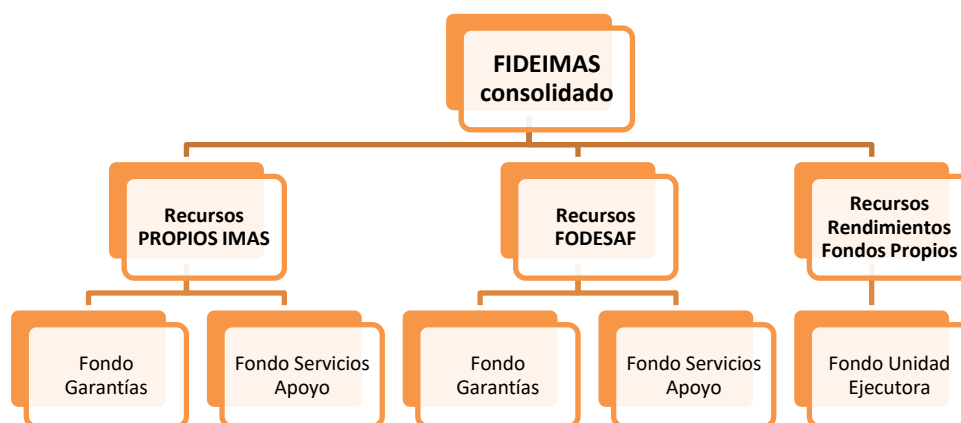 FIDEIMAS
consolidado
Recursos
PROPIOS IMAS
Recursos
FODESAF
Recursos
Rendimientos
Fondos Propios
Fondo
Garantías
Fondo Servicios
Apoyo
Fondo
Garantías
Fondo Servicios
Apoyo
Fondo Unidad
Ejecutora